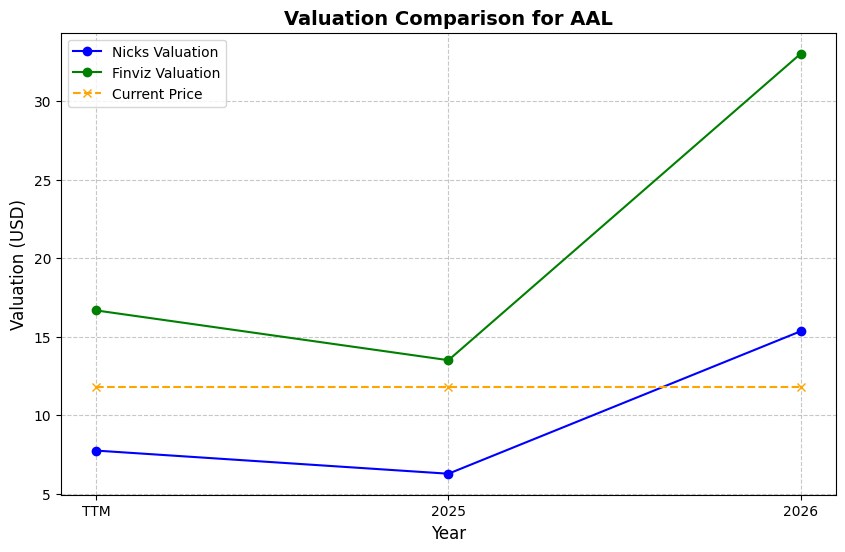 Valuation Comparison for AAL
Nicks Valuation
Finviz Valuation
Current Price
Valuation (USD)
30
25
20
15
10
5
TTM
2025
2026
Year